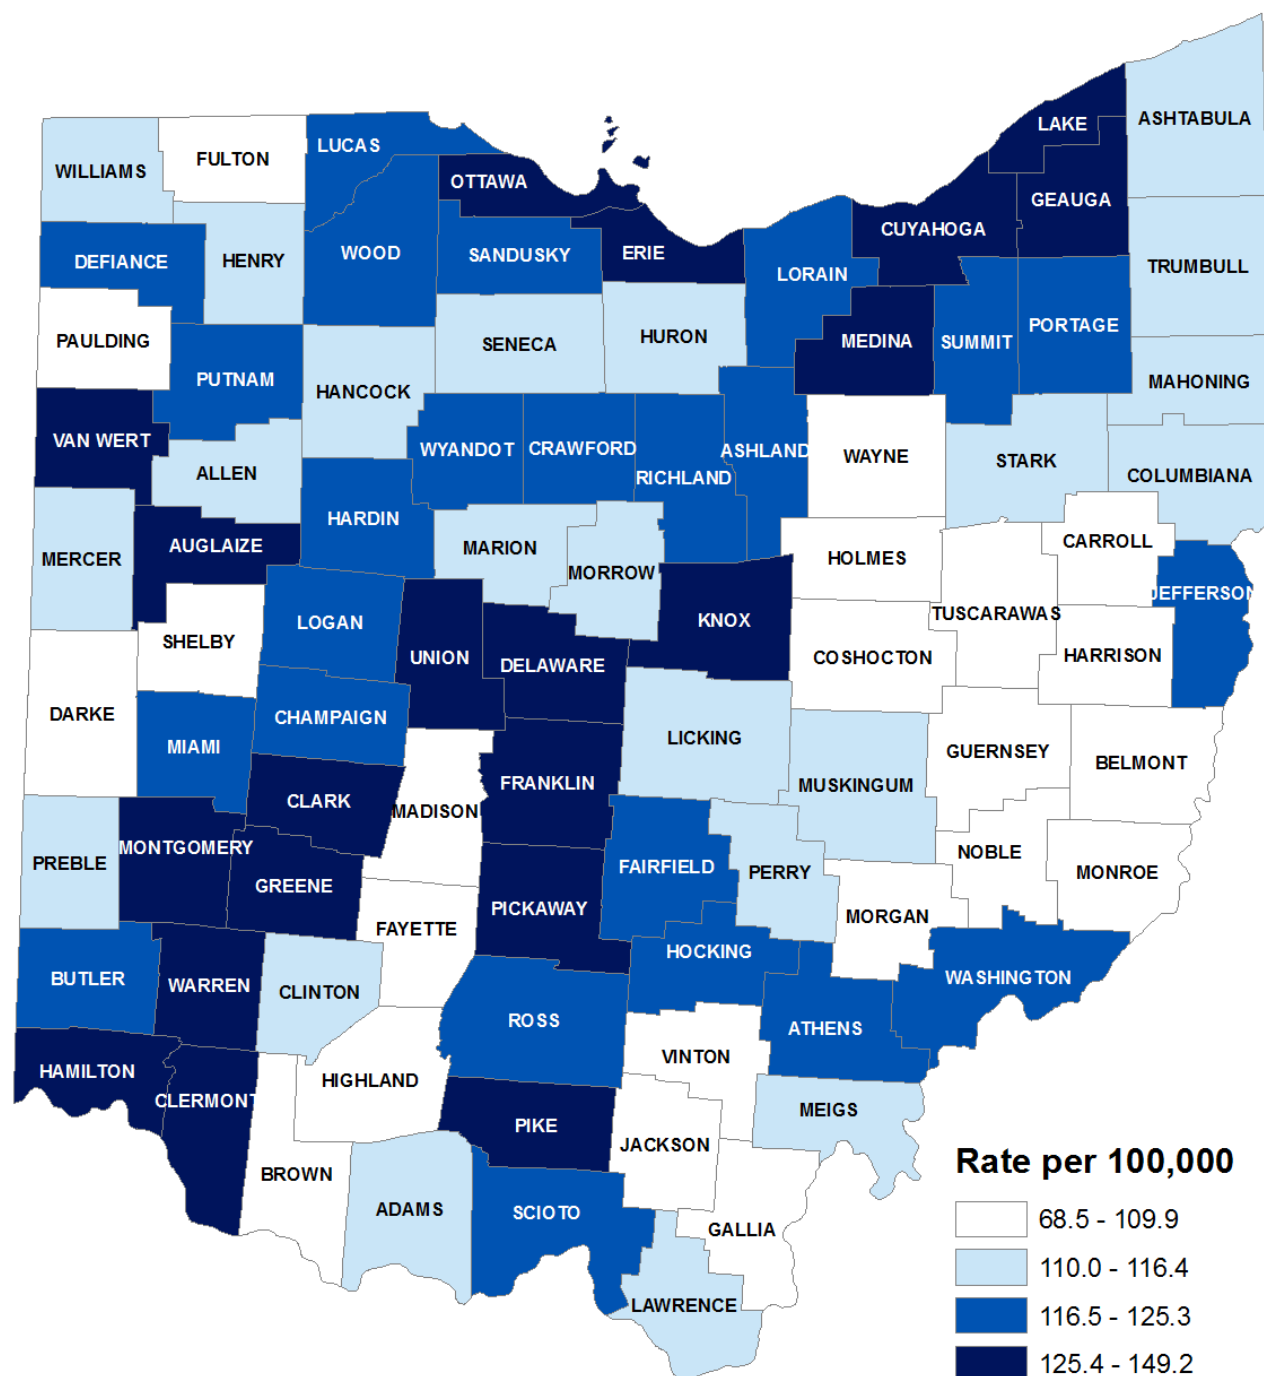 LAKE
ASHTABULA
LUCAS
FULTON
WILLIAMS
OTTAWA
GEAUGA
CUYAHOGA
ERIE
WOOD
SANDUSKY
DEFIANCE
HENRY
LORAIN
TRUMBULL
PORTAGE
HURON
PAULDING
MEDINA
SUMMIT
SENECA
PUTNAM
MAHONING
HANCOCK
VAN WERT
CRAWFORD
WYANDOT
ASHLAND
WAYNE
STARK
ALLEN
COLUMBIANA
RICHLAND
HARDIN
CARROLL
AUGLAIZE
MARION
MERCER
HOLMES
MORROW
JEFFERSON
TUSCARAWAS
LOGAN
KNOX
SHELBY
HARRISON
UNION
COSHOCTON
DELAWARE
DARKE
CHAMPAIGN
LICKING
MIAMI
GUERNSEY
BELMONT
FRANKLIN
MUSKINGUM
CLARK
MADISON
MONTGOMERY
NOBLE
PREBLE
FAIRFIELD
PERRY
MONROE
GREENE
PICKAWAY
MORGAN
FAYETTE
HOCKING
BUTLER
WASHINGTON
WARREN
CLINTON
ROSS
ATHENS
VINTON
HAMILTON
HIGHLAND
CLERMONT
MEIGS
PIKE
JACKSON
BROWN
ADAMS
SCIOTO
GALLIA
LAWRENCE
Rate per 100,000
68.5 - 109.9
110.0 - 116.4
116.5 - 125.3
125.4 - 149.2